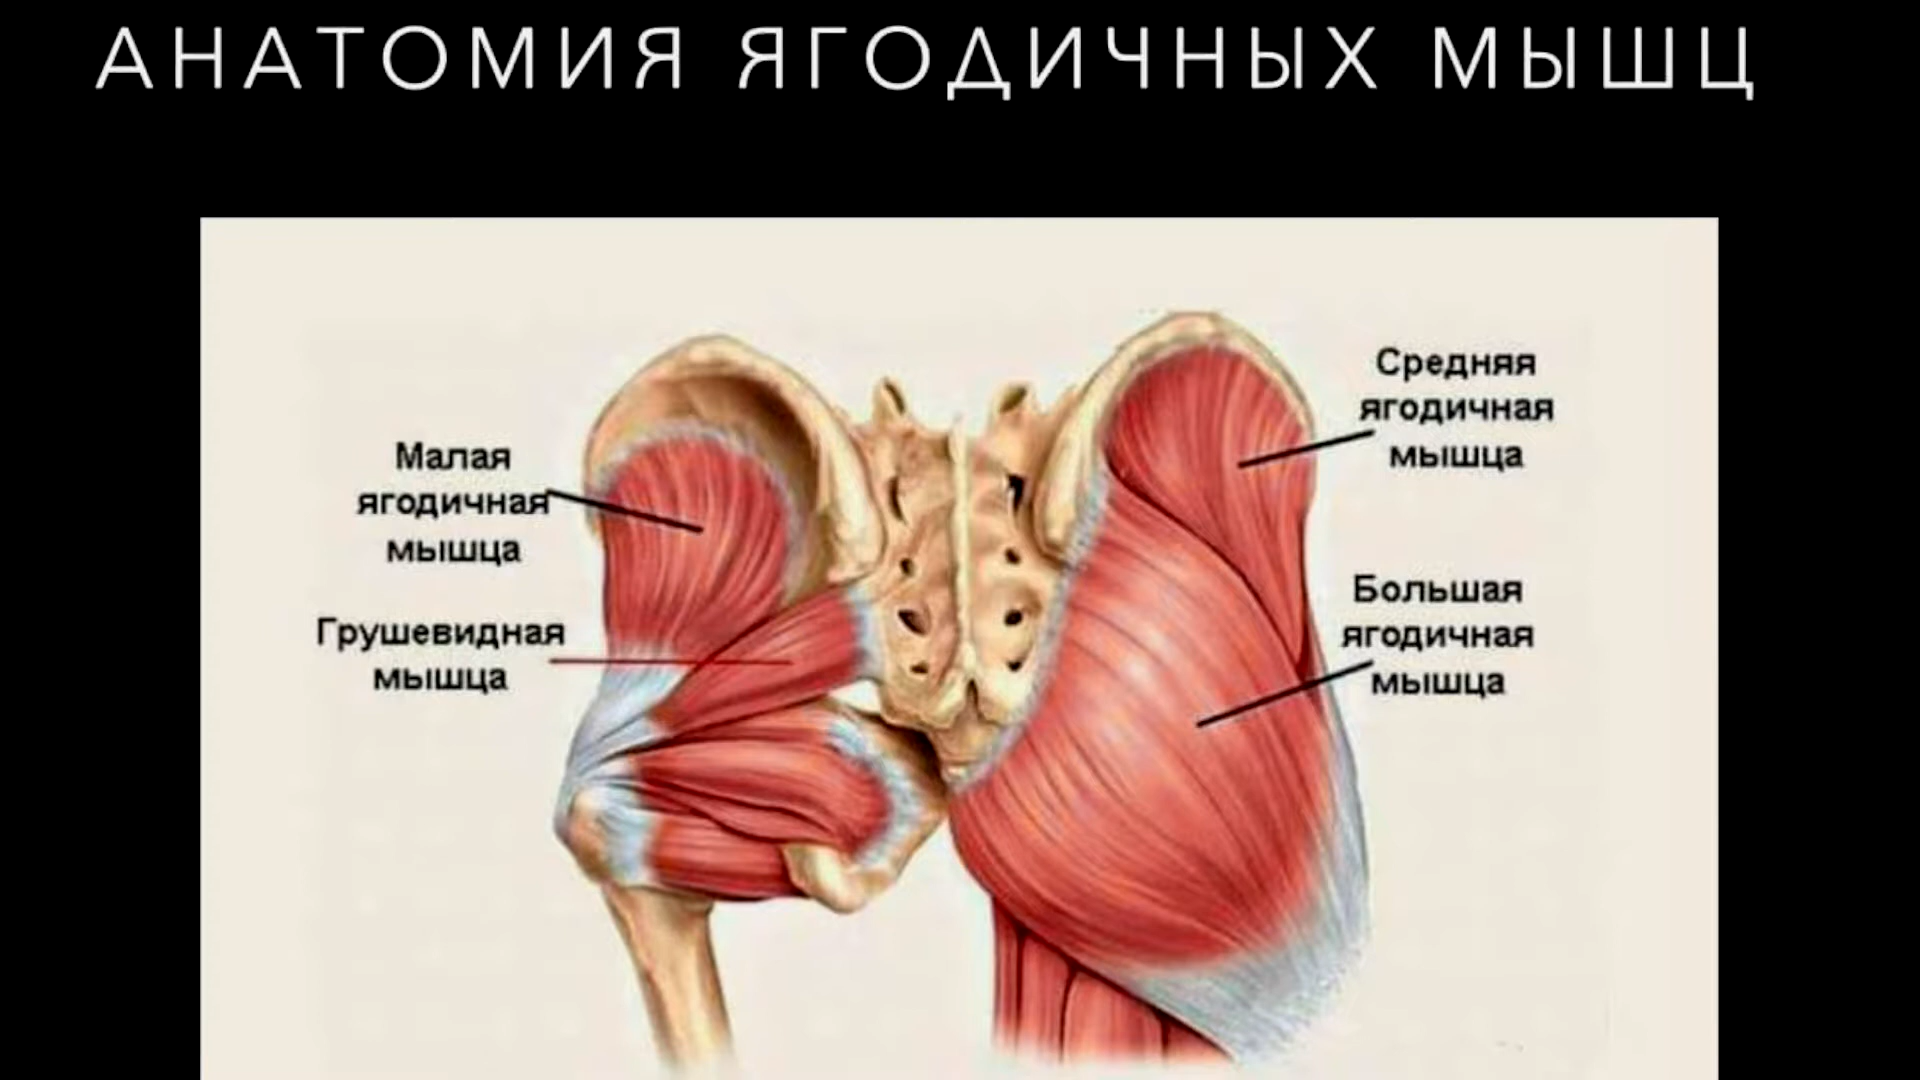 АНАТОМИЯ ЯГОДИЧНЫХ МЫШЦ
Малая
ягодичная
мышца
Грушевидная
мышца
Средняя
ягодичная
мышца
Большая
ягодичная
мышца